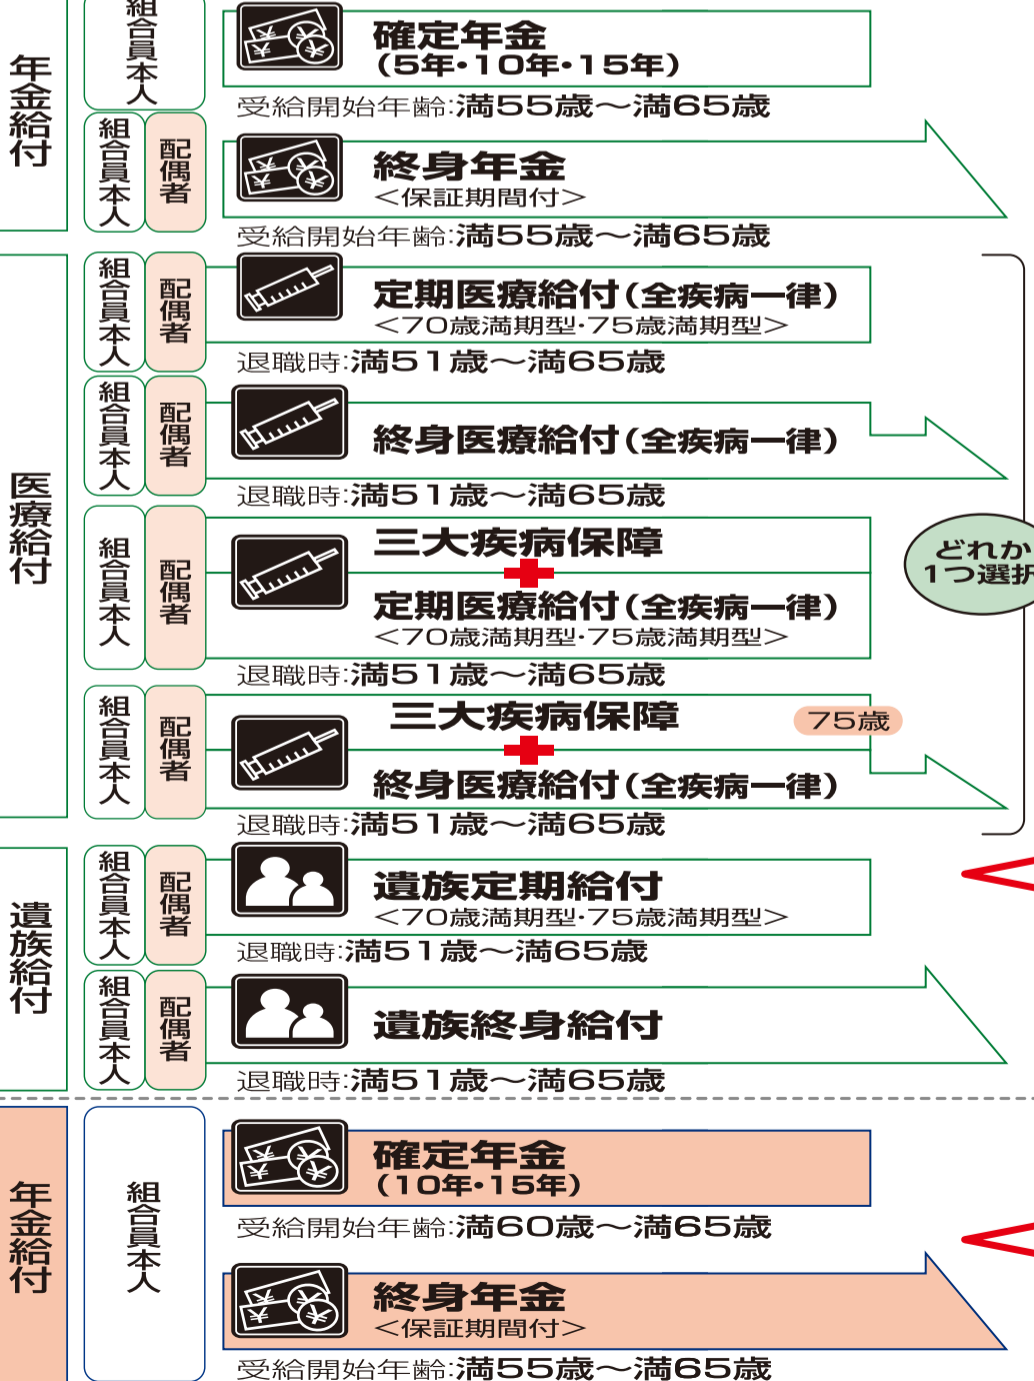 年金給付
組合員本人
確定年金
(5年・10年・15年)
受給開始年齢:満55歳～満65歳
組合員本人
配偶者
終身年金
＜保証期間付＞
受給開始年齢:満55歳～満65歳
医療給付
組合員本人
配偶者
定期医療給付(全疾病一律)
＜70歳満期型・75歳満期型＞
退職時:満51歳～満65歳
組合員本人
配偶者
終身医療給付(全疾病一律)
退職時:満51歳～満65歳
組合員本人
配偶者
三大疾病保障
定期医療給付(全疾病一律)
＜70歳満期型・75歳満期型＞
退職時:満51歳～満65歳
組合員本人
配偶者
三大疾病保障
75歳
終身医療給付(全疾病一律)
退職時:満51歳～満65歳
どれか
1つ選択
遺族給付
組合員本人
配偶者
遺族定期給付
＜70歳満期型・75歳満期型＞
退職時:満51歳～満65歳
組合員本人
配偶者
遺族終身給付
退職時:満51歳～満65歳
年金給付
組合員本人
確定年金
(10年・15年)
受給開始年齢:満60歳～満65歳
終身年金
＜保証期間付＞
受給開始年齢:満55歳～満65歳